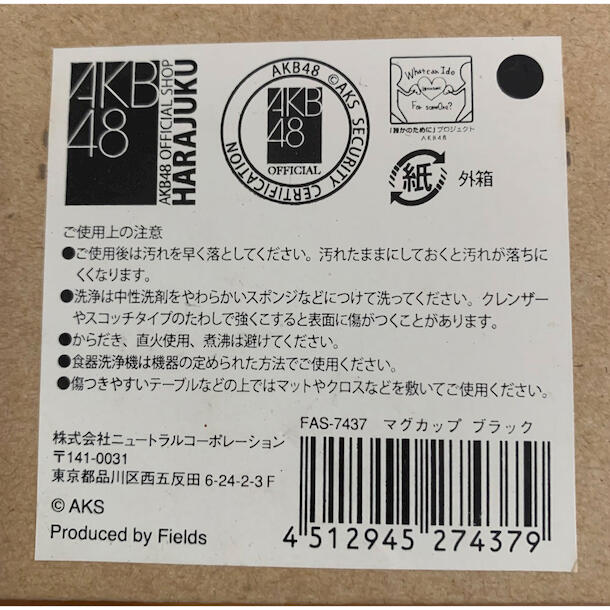 AKB
48
AKB48 OFFICIAL SHOP
HARAJUKU
AKB48 ©AKS SECURITY CERTIFICATION
AKB
48
OFFICIAL
What can I do
For someone?
「誰かのために」プロジェクト
AKB48
紙 外箱
ご使用上の注意
●ご使用後は汚れを早く落としてください。汚れたままにしておくと汚れが落ちに
くくなります。
●洗浄は中性洗剤をやわらかいスポンジなどにつけて洗ってください。クレンザー
やスコッチタイプのたわしで強くこすると表面に傷がつくことがあります。
●からだき、直火使用、煮沸は避けてください。
●食器洗浄機は機器の定められた方法でご使用ください。
●傷つきやすいテーブルなどの上ではマットやクロスなどを敷いてご使用ください。
FAS-7437 マグカップ ブラック
株式会社ニュートラルコーポレーション
〒141-0031
東京都品川区西五反田 6-24-2-3 F
© AKS
Produced by Fields
4 512945 274379